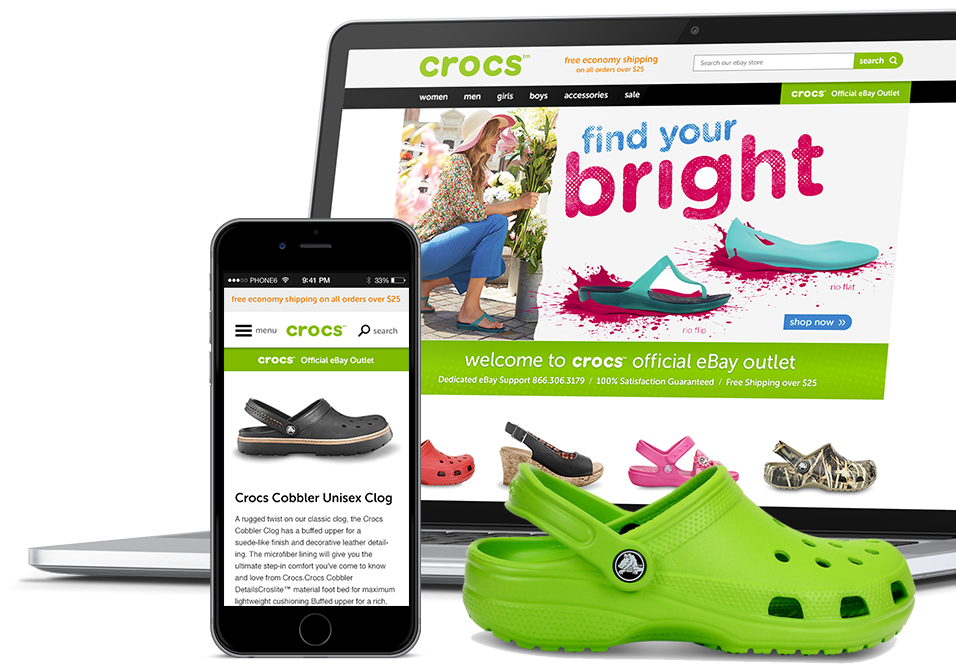 crocs™
free economy shipping
on all orders over $25
Search our ebay store
search
women men girls boys accessories sale
crocs™ Official eBay Outlet
find your
bright
rio flat
rio flip
shop now »
welcome to crocs™ official eBay outlet
Dedicated eBay Support 866.306.3179 / 100% Satisfaction Guaranteed / Free Shipping over $25
PHONE6 9:41 PM 33%
free economy shipping on all orders over $25
menu crocs™ search
crocs™ Official eBay Outlet
Crocs Cobbler Unisex Clog
A rugged twist on our classic clog, the Crocs
Cobbler Clog has a buffed upper for a
suede-like finish and decorative leather detail-
ing. The microfiber lining will give you the
ultimate step-in comfort you've come to know
and love from Crocs.Crocs Cobbler
DetailsCroslite™ material foot bed for maximum
lightweight cushioning.Buffed upper for a rich,